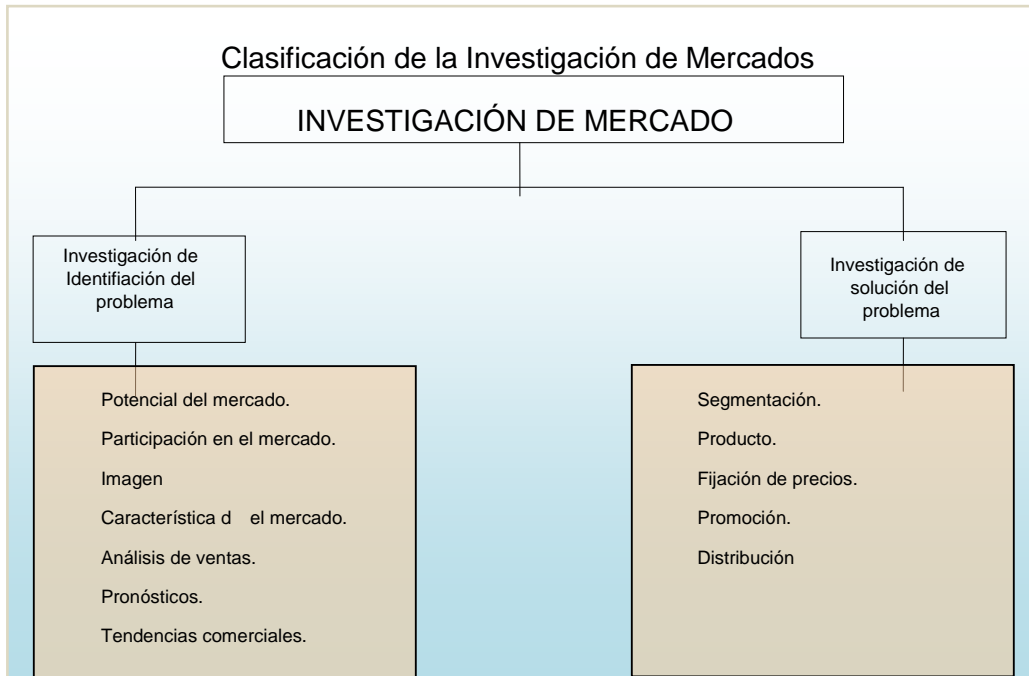 Clasificación de la Investigación de Mercados
INVESTIGACIÓN DE MERCADO
Investigación de
Identifiación del
problema
Potencial del mercado.
Participación en el mercado.
Imagen
Característica d el mercado.
Análisis de ventas.
Pronósticos.
Tendencias comerciales.
Investigación de
solución del
problema
Segmentación.
Producto.
Fijación de precios.
Promoción.
Distribución